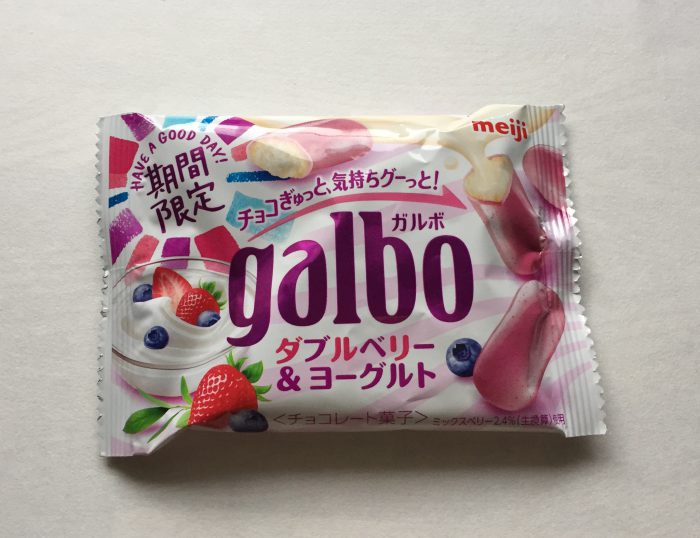 meiji
HAVE A GOOD DAY!
期間
限定
チョコぎゅっと、気持ちグーっと!
ガルボ
galbo
ダブルベリー
&ヨーグルト
<チョコレート菓子> ミックスベリー2.4%(生換算)使用